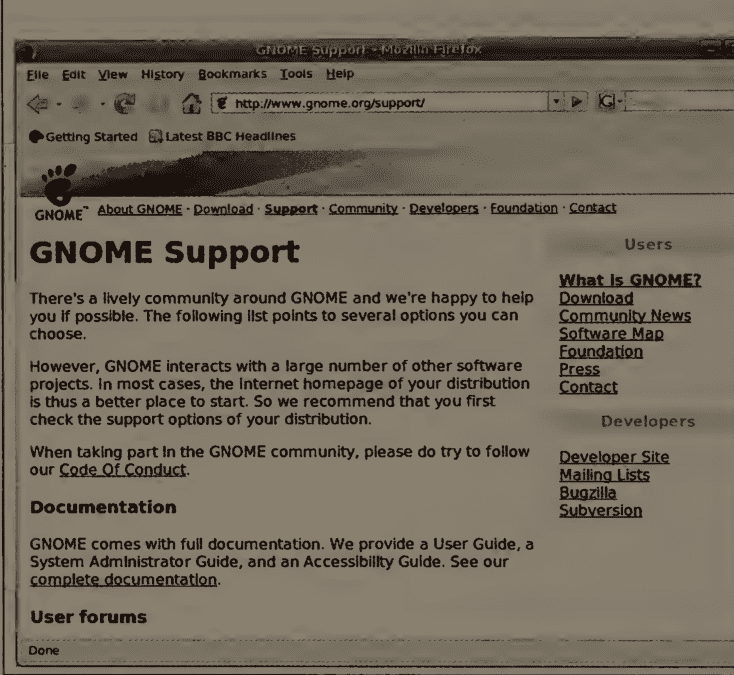 GNOME Support - Mozilla Firefox
File Edit View History Bookmarks Tools Help
http://www.gnome.org/support/
G
Getting Started Latest BBC Headlines
GNOME™ About GNOME · Download · Support · Community · Developers · Foundation · Contact
GNOME Support
There's a lively community around GNOME and we're happy to help
you if possible. The following list points to several options you can
choose.
However, GNOME interacts with a large number of other software
projects. In most cases, the Internet homepage of your distribution
is thus a better place to start. So we recommend that you first
check the support options of your distribution.
When taking part in the GNOME community, please do try to follow
our Code Of Conduct.
Documentation
GNOME comes with full documentation. We provide a User Guide, a
System Administrator Guide, and an Accessibility Guide. See our
complete documentation.
User forums
Users
What is GNOME?
Download
Community News
Software Map
Foundation
Press
Contact
Developers
Developer Site
Mailing Lists
Bugzilla
Subversion
Done